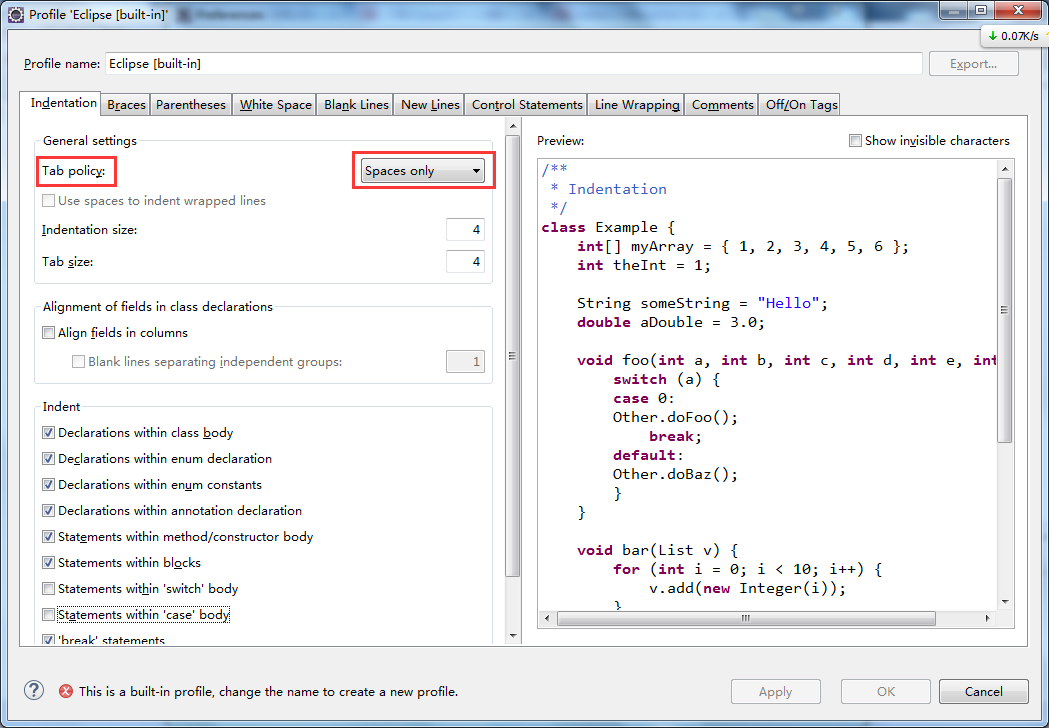 Profile 'Eclipse [built-in]'
0.07K/s
Profile name: Eclipse [built-in] Export...
Indentation Braces Parentheses White Space Blank Lines New Lines Control Statements Line Wrapping Comments Off/On Tags
General settings
Tab policy: Spaces only
Use spaces to indent wrapped lines
Indentation size: 4
Tab size: 4
Alignment of fields in class declarations
Align fields in columns
Blank lines separating independent groups: 1
Indent
Declarations within class body
Declarations within enum declaration
Declarations within enum constants
Declarations within annotation declaration
Statements within method/constructor body
Statements within blocks
Statements within 'switch' body
Statements within 'case' body
'break' statements
Preview: Show invisible characters
/**
 * Indentation
 */
class Example {
    int[] myArray = { 1, 2, 3, 4, 5, 6 };
    int theInt = 1;
    String someString = "Hello";
    double aDouble = 3.0;
    void foo(int a, int b, int c, int d, int e, int
        switch (a) {
        case 0:
        Other.doFoo();
            break;
        default:
        Other.doBaz();
        }
    }
    void bar(List v) {
        for (int i = 0; i < 10; i++) {
            v.add(new Integer(i));
        }
This is a built-in profile, change the name to create a new profile.
Apply OK Cancel